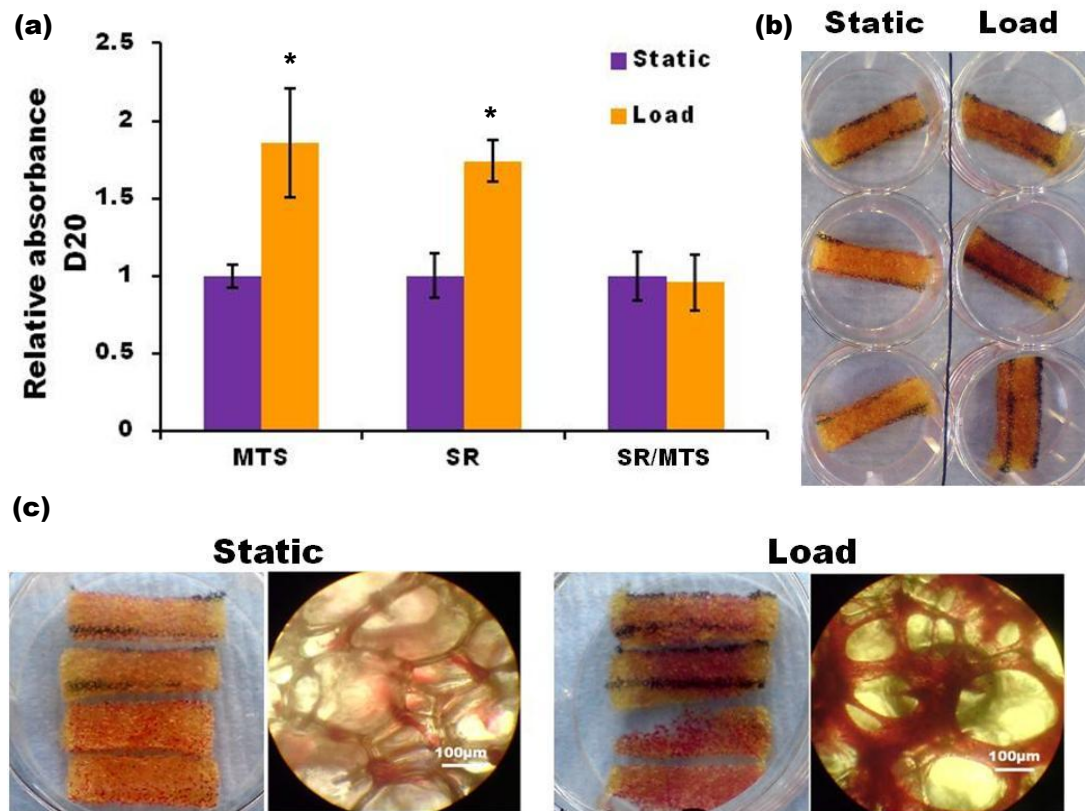 (a)
2.5
2
1.5
1
0.5
0
Relative absorbance
D20
*
*
Static
Load
MTS
SR
SR/MTS
(b)
Static
Load
(c)
Static
Load
100µm
100µm